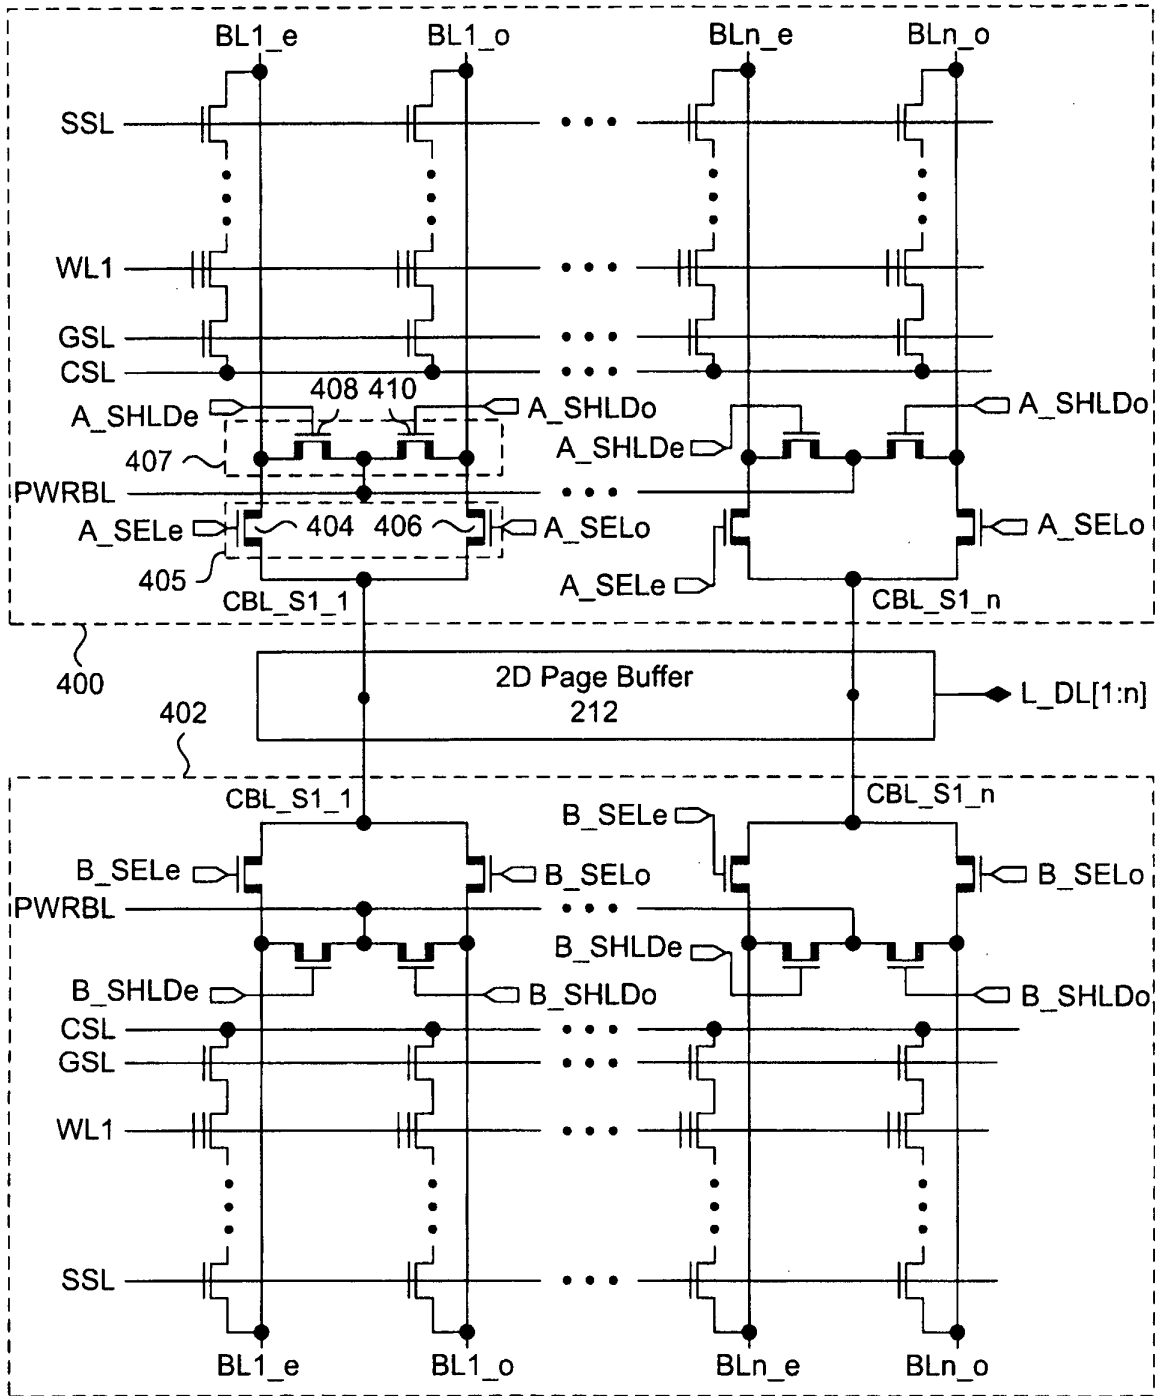 BL1_e BL1_o BLn_e BLn_o
SSL
WL1
GSL
CSL
408 410
A_SHLDe A_SHLDo A_SHLDo
A_SHLDe
407
PWRBL
A_SELe 404 406 A_SELo A_SELo
405 A_SELe
CBL_S1_1 CBL_S1_n
400
2D Page Buffer
212
L_DL[1:n]
402
CBL_S1_1 CBL_S1_n
B_SELe
B_SELe B_SELo B_SELo
PWRBL
B_SHLDe
B_SHLDe B_SHLDo B_SHLDo
CSL
GSL
WL1
SSL
BL1_e BL1_o BLn_e BLn_o